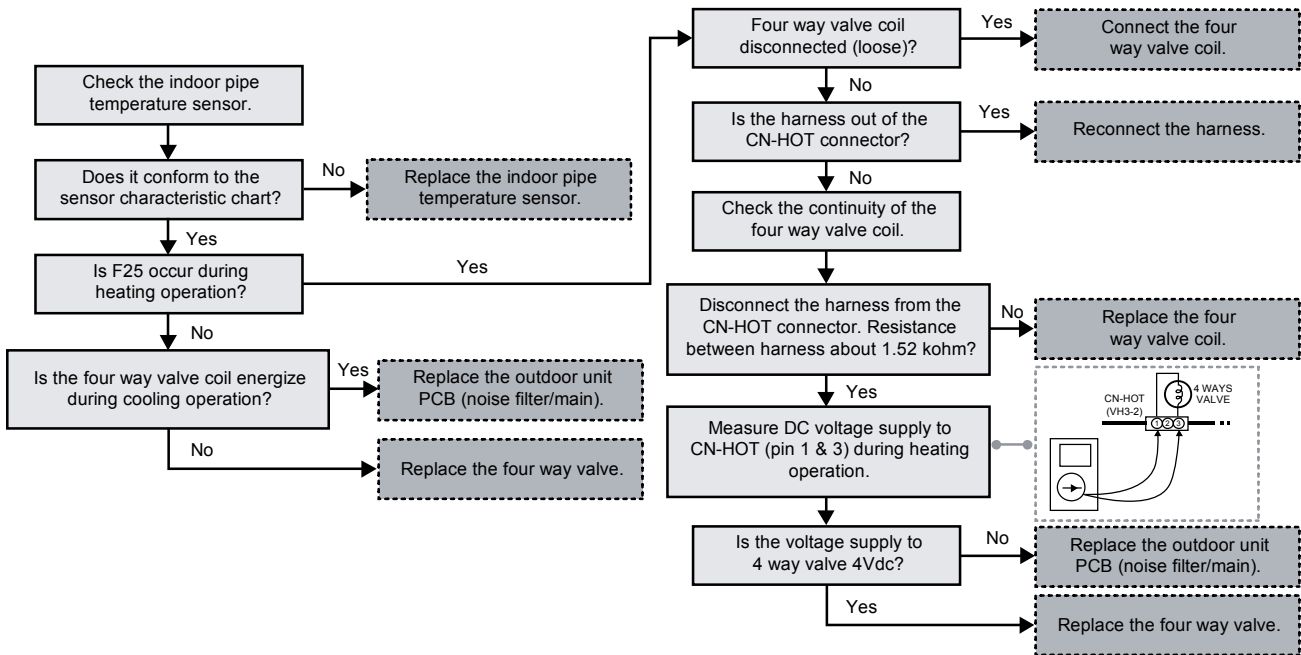 Check the indoor pipe
temperature sensor.
Does it conform to the
sensor characteristic chart?
No
Replace the indoor pipe
temperature sensor.
Yes
Is F25 occur during
heating operation?
Yes
No
Is the four way valve coil energize
during cooling operation?
Yes
Replace the outdoor unit
PCB (noise filter/main).
No
Replace the four way valve.
Four way valve coil
disconnected (loose)?
Yes
Connect the four
way valve coil.
No
Is the harness out of the
CN-HOT connector?
Yes
Reconnect the harness.
No
Check the continuity of the
four way valve coil.
Disconnect the harness from the
CN-HOT connector. Resistance
between harness about 1.52 kohm?
No
Replace the four
way valve coil.
Yes
Measure DC voltage supply to
CN-HOT (pin 1 & 3) during heating
operation.
CN-HOT
(VH3-2)
4 WAYS
VALVE
1 2 3
Is the voltage supply to
4 way valve 4Vdc?
No
Replace the outdoor unit
PCB (noise filter/main).
Yes
Replace the four way valve.